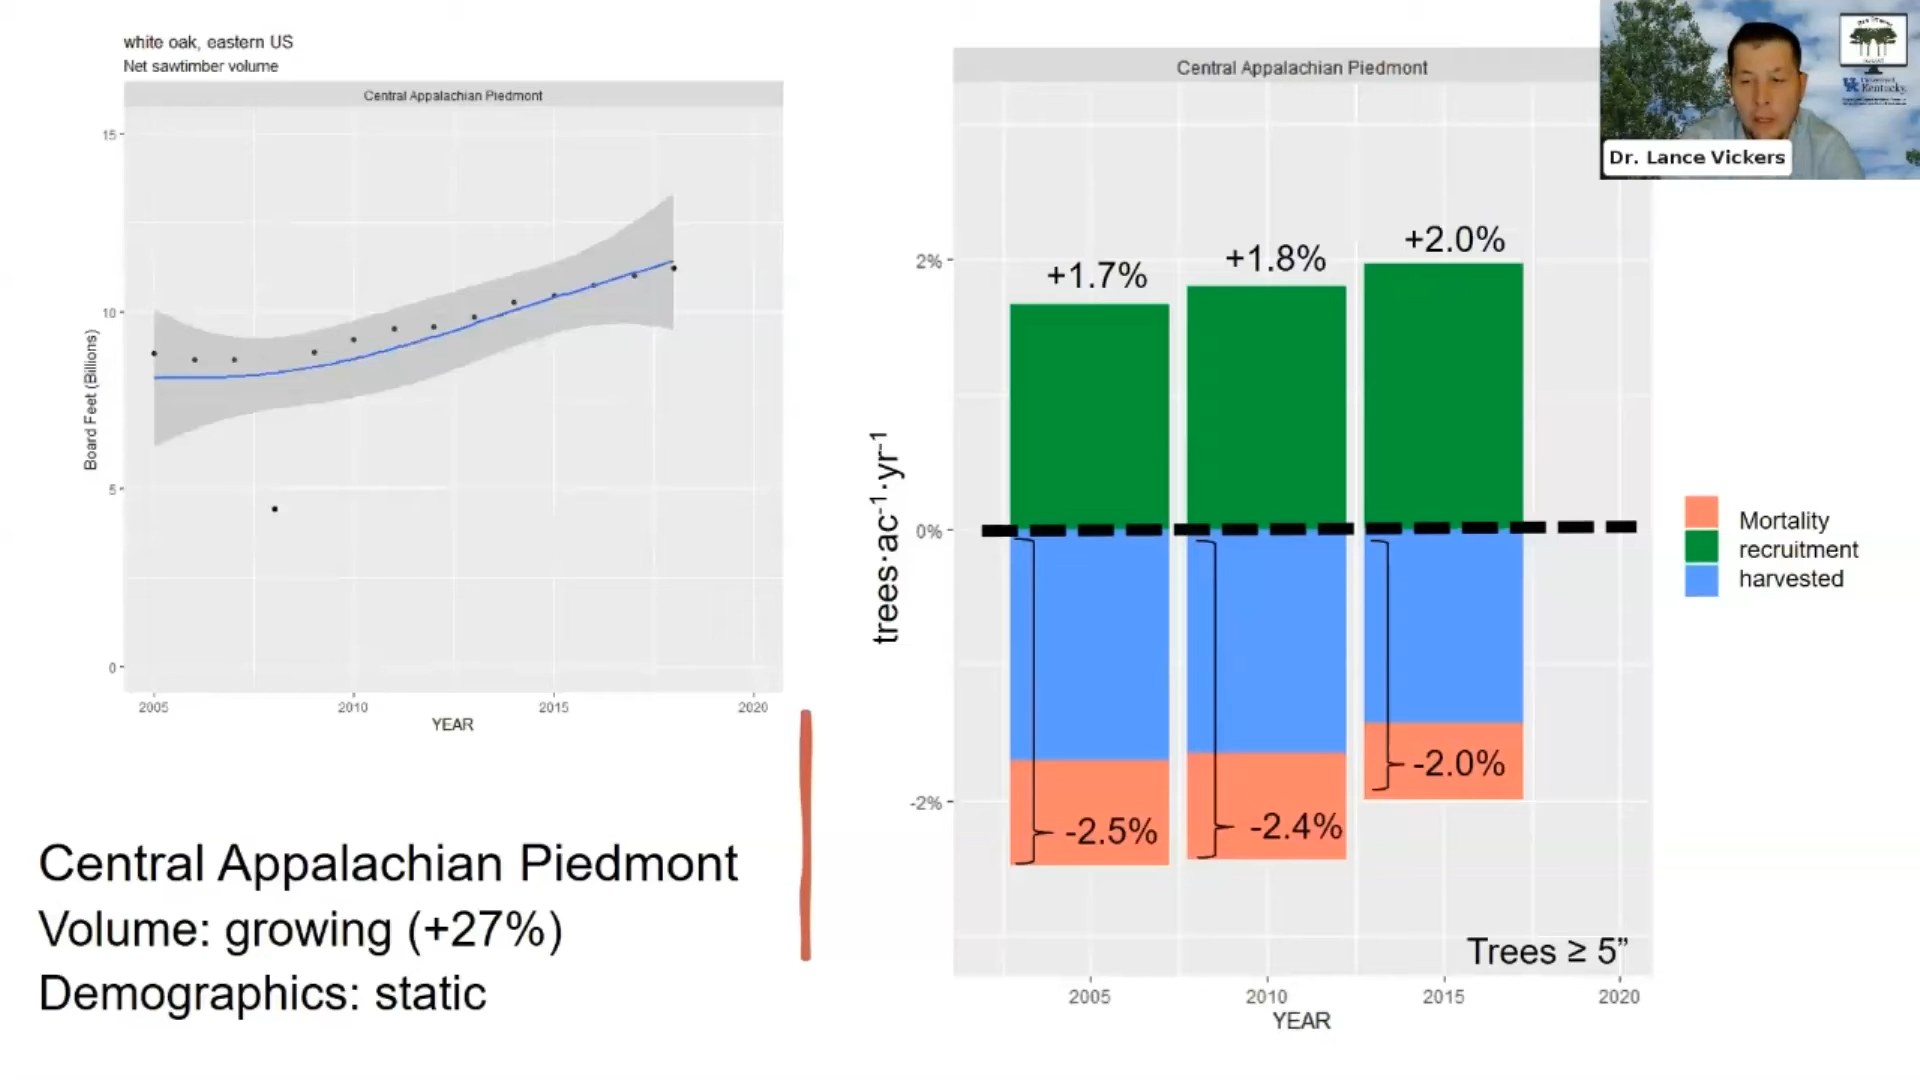 white oak, eastern US
Net sawtimber volume
Central Appalachian Piedmont
15
10
5
0
Board Feet (Billions)
2005
2010
2015
2020
YEAR
Central Appalachian Piedmont
Volume: growing (+27%)
Demographics: static
Central Appalachian Piedmont
+1.7%
+1.8%
+2.0%
2%
0%
-2%
trees·ac⁻¹·yr⁻¹
-2.5%
-2.4%
-2.0%
Trees ≥ 5”
2005
2010
2015
2020
YEAR
Mortality
recruitment
harvested
Dr. Lance Vickers
UK
Kentucky